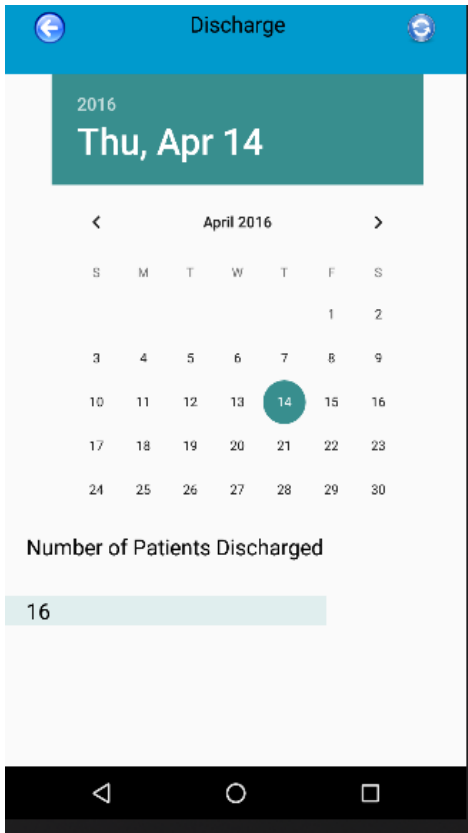 Discharge
2016
Thu, Apr 14
April 2016
S M T W T F S
1 2
3 4 5 6 7 8 9
10 11 12 13 14 15 16
17 18 19 20 21 22 23
24 25 26 27 28 29 30
Number of Patients Discharged
16